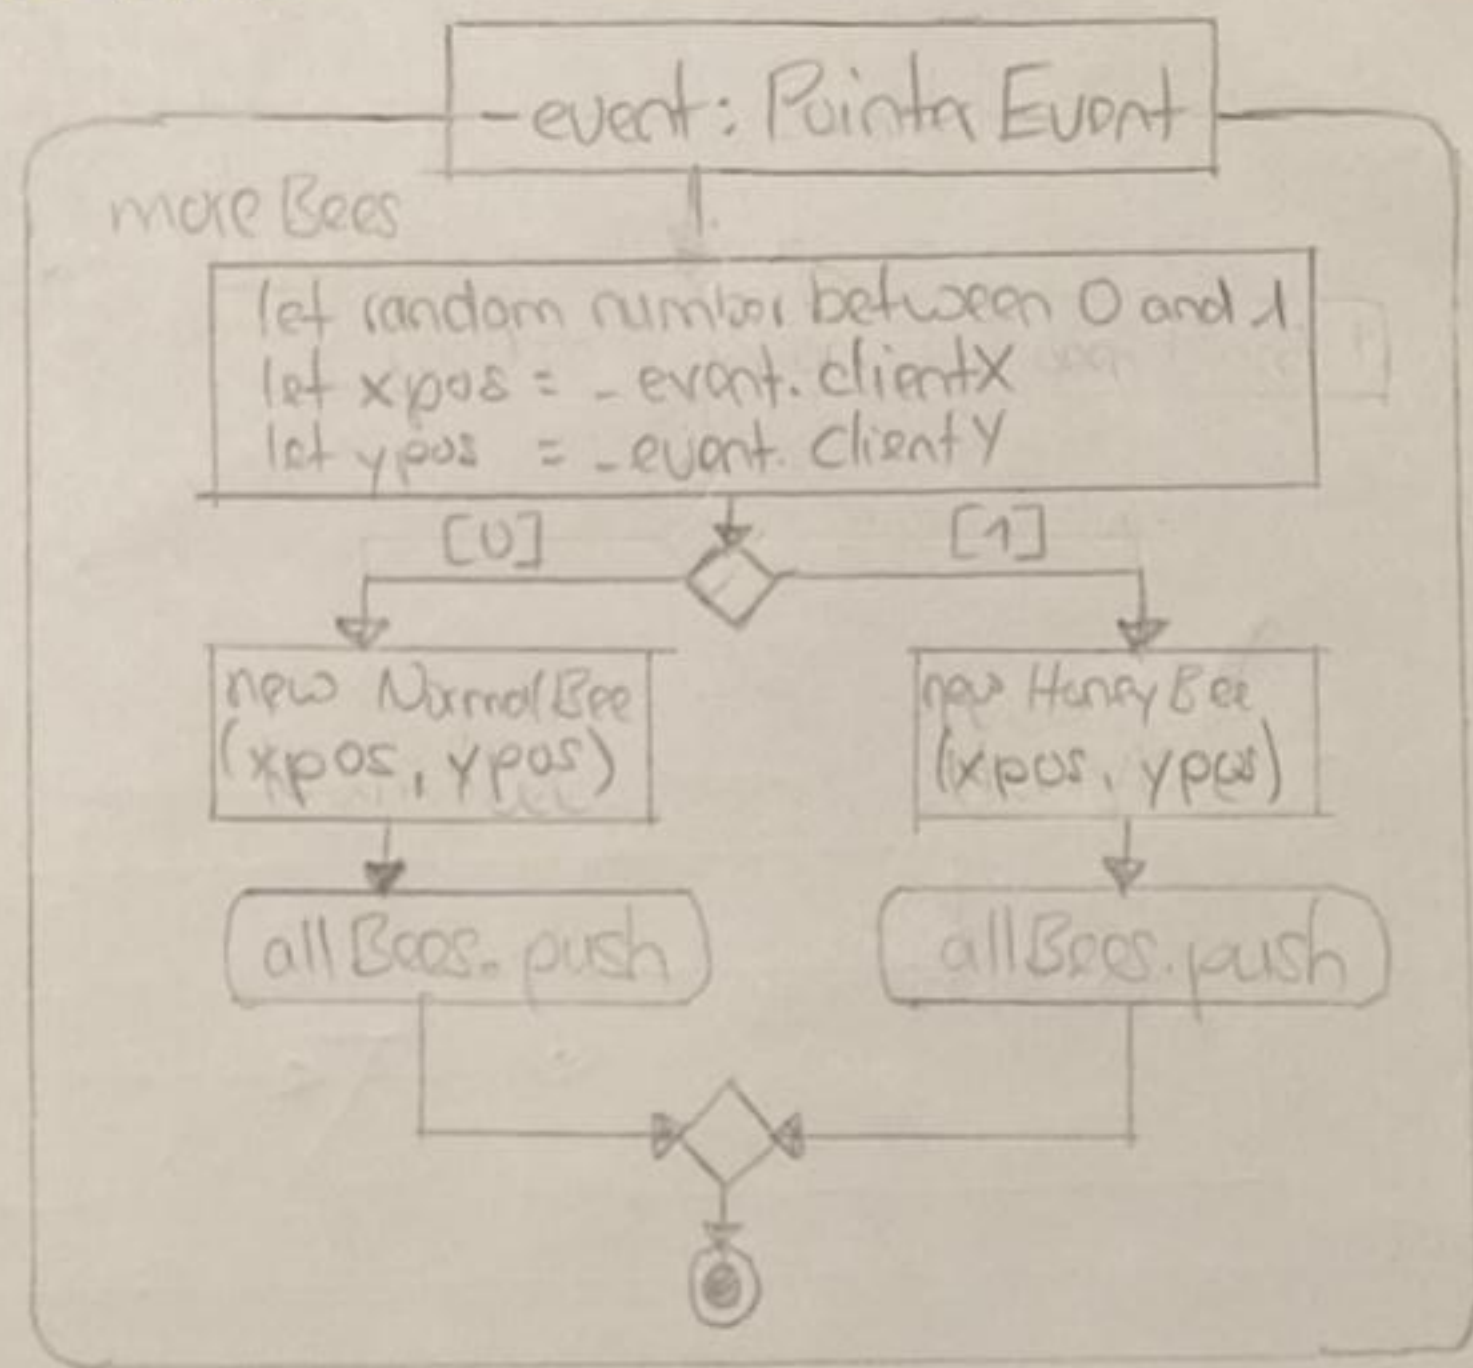 -event: Pointer Event
more Bees
let random number between 0 and 1
let xpos = _event.clientX
let ypos = _event.clientY
[0]
[1]
new NormalBee
(xpos, ypos)
new HoneyBee
(xpos, ypos)
allBees.push
allBees.push